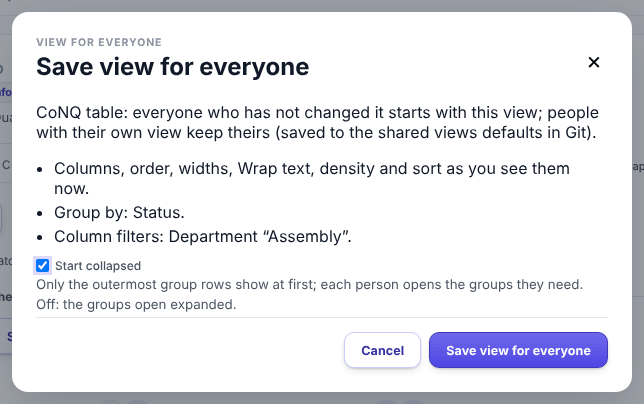 VIEW FOR EVERYONE
Save view for everyone
CoNQ table: everyone who has not changed it starts with this view; people
with their own view keep theirs (saved to the shared views defaults in Git).
• Columns, order, widths, Wrap text, density and sort as you see them
now.
• Group by: Status.
• Column filters: Department “Assembly”.
Start collapsed
Only the outermost group rows show at first; each person opens the groups they need.
Off: the groups open expanded.
Cancel
Save view for everyone